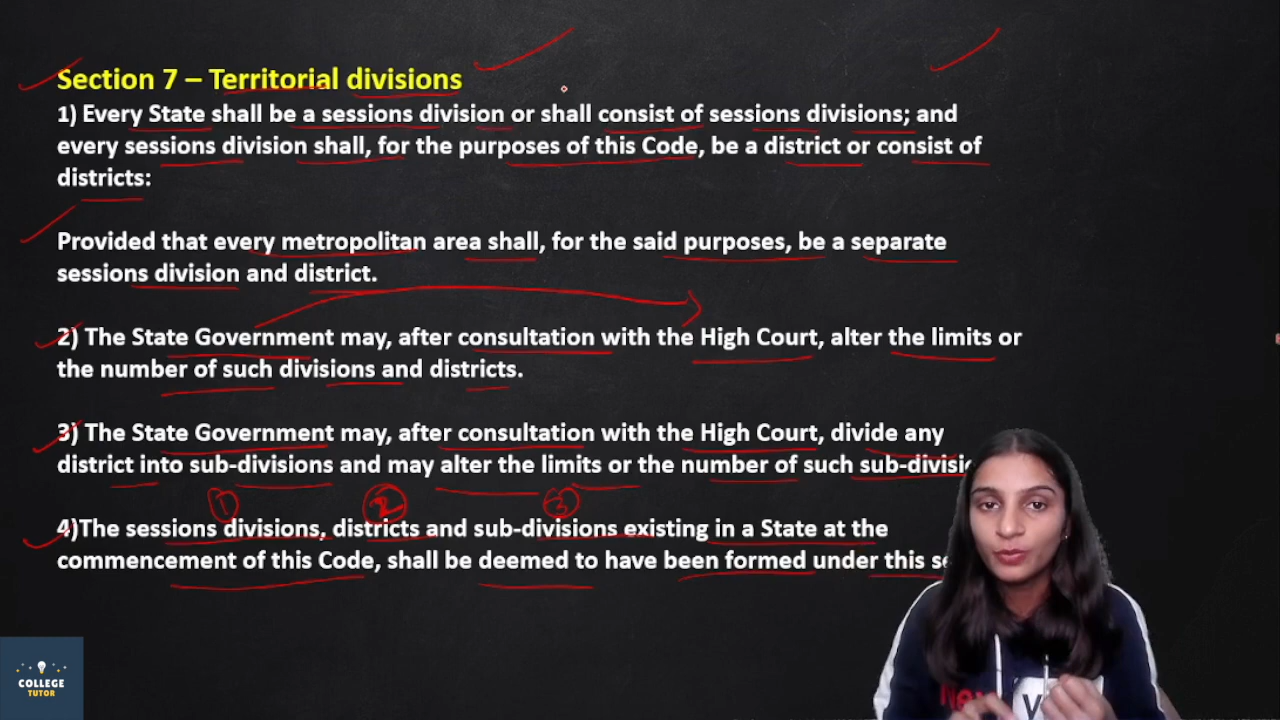 Section 7 – Territorial divisions
1) Every State shall be a sessions division or shall consist of sessions divisions; and
every sessions division shall, for the purposes of this Code, be a district or consist of
districts:
Provided that every metropolitan area shall, for the said purposes, be a separate
sessions division and district.
2) The State Government may, after consultation with the High Court, alter the limits or
the number of such divisions and districts.
3) The State Government may, after consultation with the High Court, divide any
district into sub-divisions and may alter the limits or the number of such
1 2 3
4)The sessions divisions, districts and sub-divisions existing in a State at the
commencement of this Code, shall be deemed to have been formed under this
COLLEGE
TUTOR